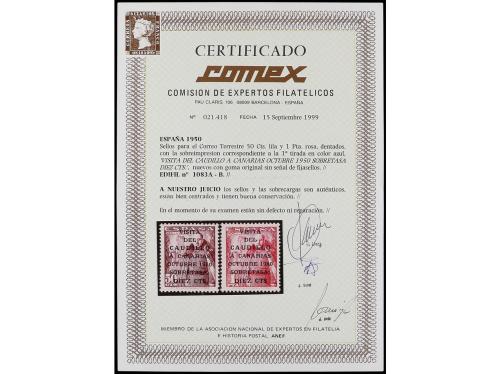 CERTIFICADO
comex
COMISION DE EXPERTOS FILATELICOS
PAU CLARIS, 106 08009 BARCELONA - ESPAÑA
Nº 021.418 FECHA 15 Septiembre 1999
ESPAÑA 1950
Sellos para el Correo Terrestre 50 Cts. lila y 1 Pta. rosa, dentados,
con la sobreimpresion correspondiente a la 1ª tirada en color azul,
'VISITA DEL CAUDILLO A CANARIAS OCTUBRE 1950 SOBRETASA
DIEZ CTS.', nuevos con goma original sin señal de fijasellos. //
EDIFIL nº 1083A - B. //
A NUESTRO JUICIO los sellos y las sobrecargas son auténticos,
están bien centrados y tienen buena conservación. //
En el momento de su examen están sin defecto ni reparación. //
VISITA
DEL
CAUDILLO
A CANARIAS
OCTUBRE 1950
SOBRETASA
DIEZ CTS
VISITA
DEL
CAUDILLO
A CANARIAS
OCTUBRE 1950
SOBRETASA
DIEZ CTS
MIEMBRO DE LA ASOCIACION NACIONAL DE EXPERTOS EN FILATELIA
E HISTORIA POSTAL ANEF